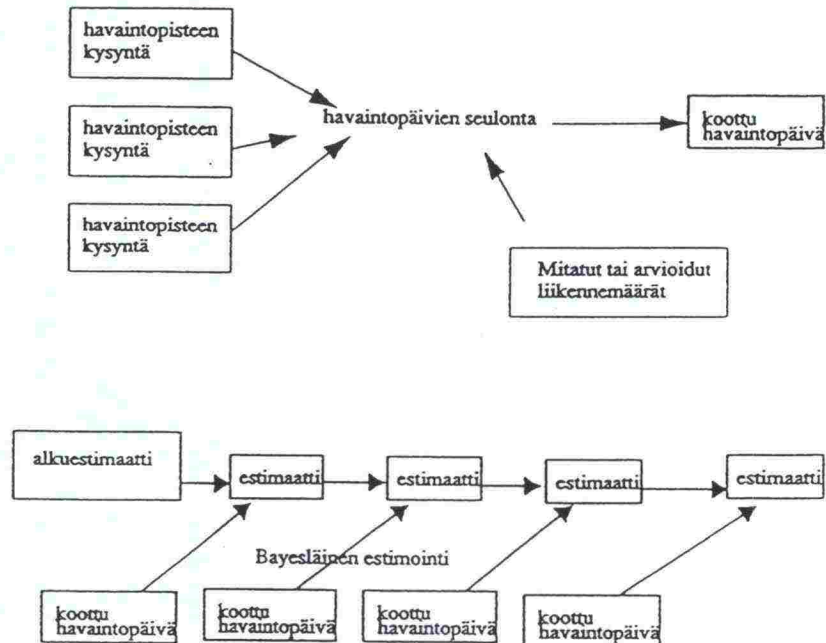 havaintopisteen
kysyntä
havaintopisteen
kysyntä
havaintopisteen
kysyntä
havaintopäivien seulonta
koottu
havaintopäivä
Mitatut tai arvioidut
liikennemäärät
alkuestimaatti
estimaatti
estimaatti
estimaatti
estimaatti
Bayesläinen estimointi
koottu
havaintopäivä
koottu
havaintopäivä
koottu
havaintopäivä
koottu
havaintopäivä